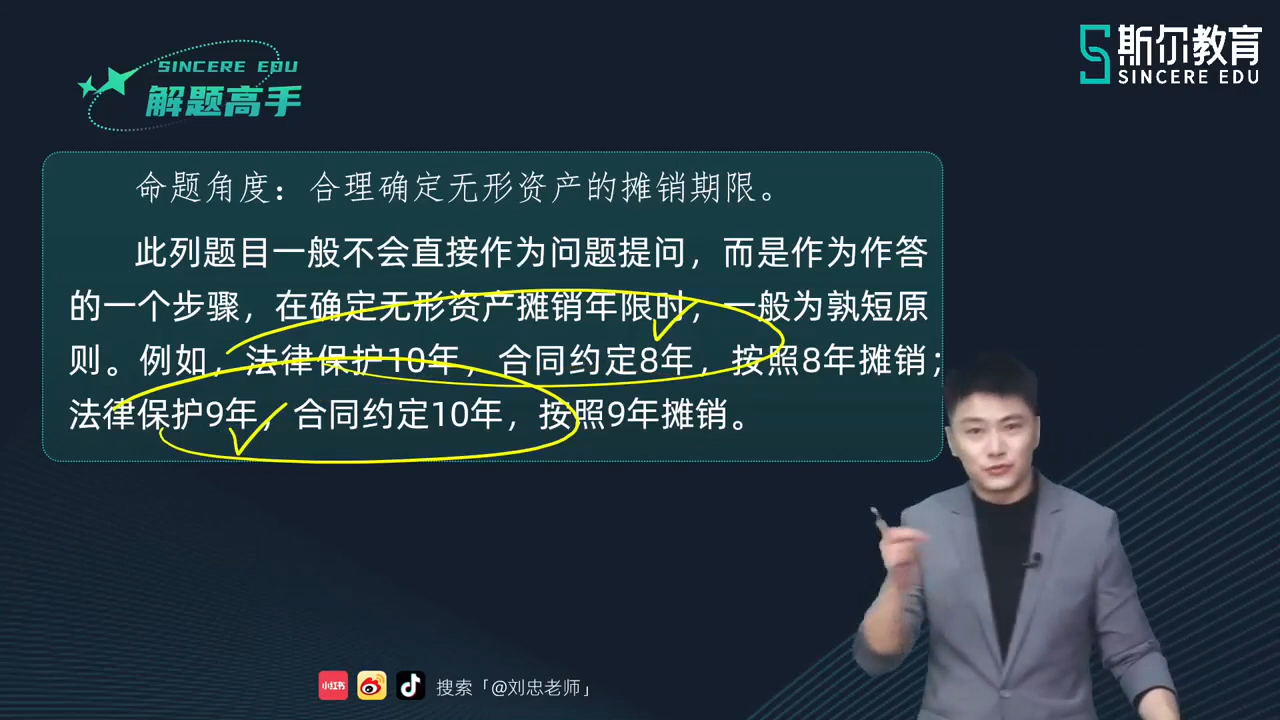 SINCERE EDU
解题高手
斯尔教育
SINCERE EDU
命题角度：合理确定无形资产的摊销期限。
此列题目一般不会直接作为问题提问，而是作为作答
的一个步骤，在确定无形资产摊销年限时，一般为孰短原
则。例如，法律保护10年，合同约定8年，按照8年摊销；
法律保护9年，合同约定10年，按照9年摊销。
小红书
搜索「@刘忠老师」